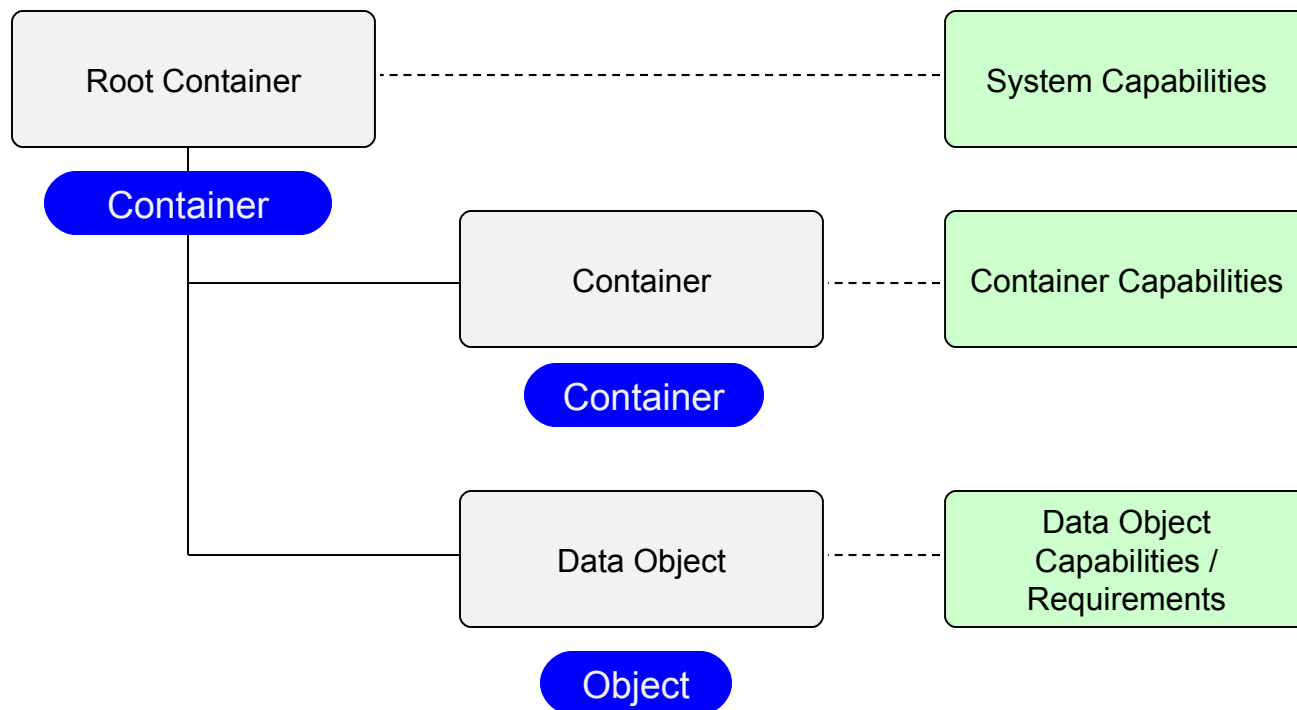 Root Container
System Capabilities
Container
Container
Container Capabilities
Container
Data Object
Data Object
Capabilities /
Requirements
Object